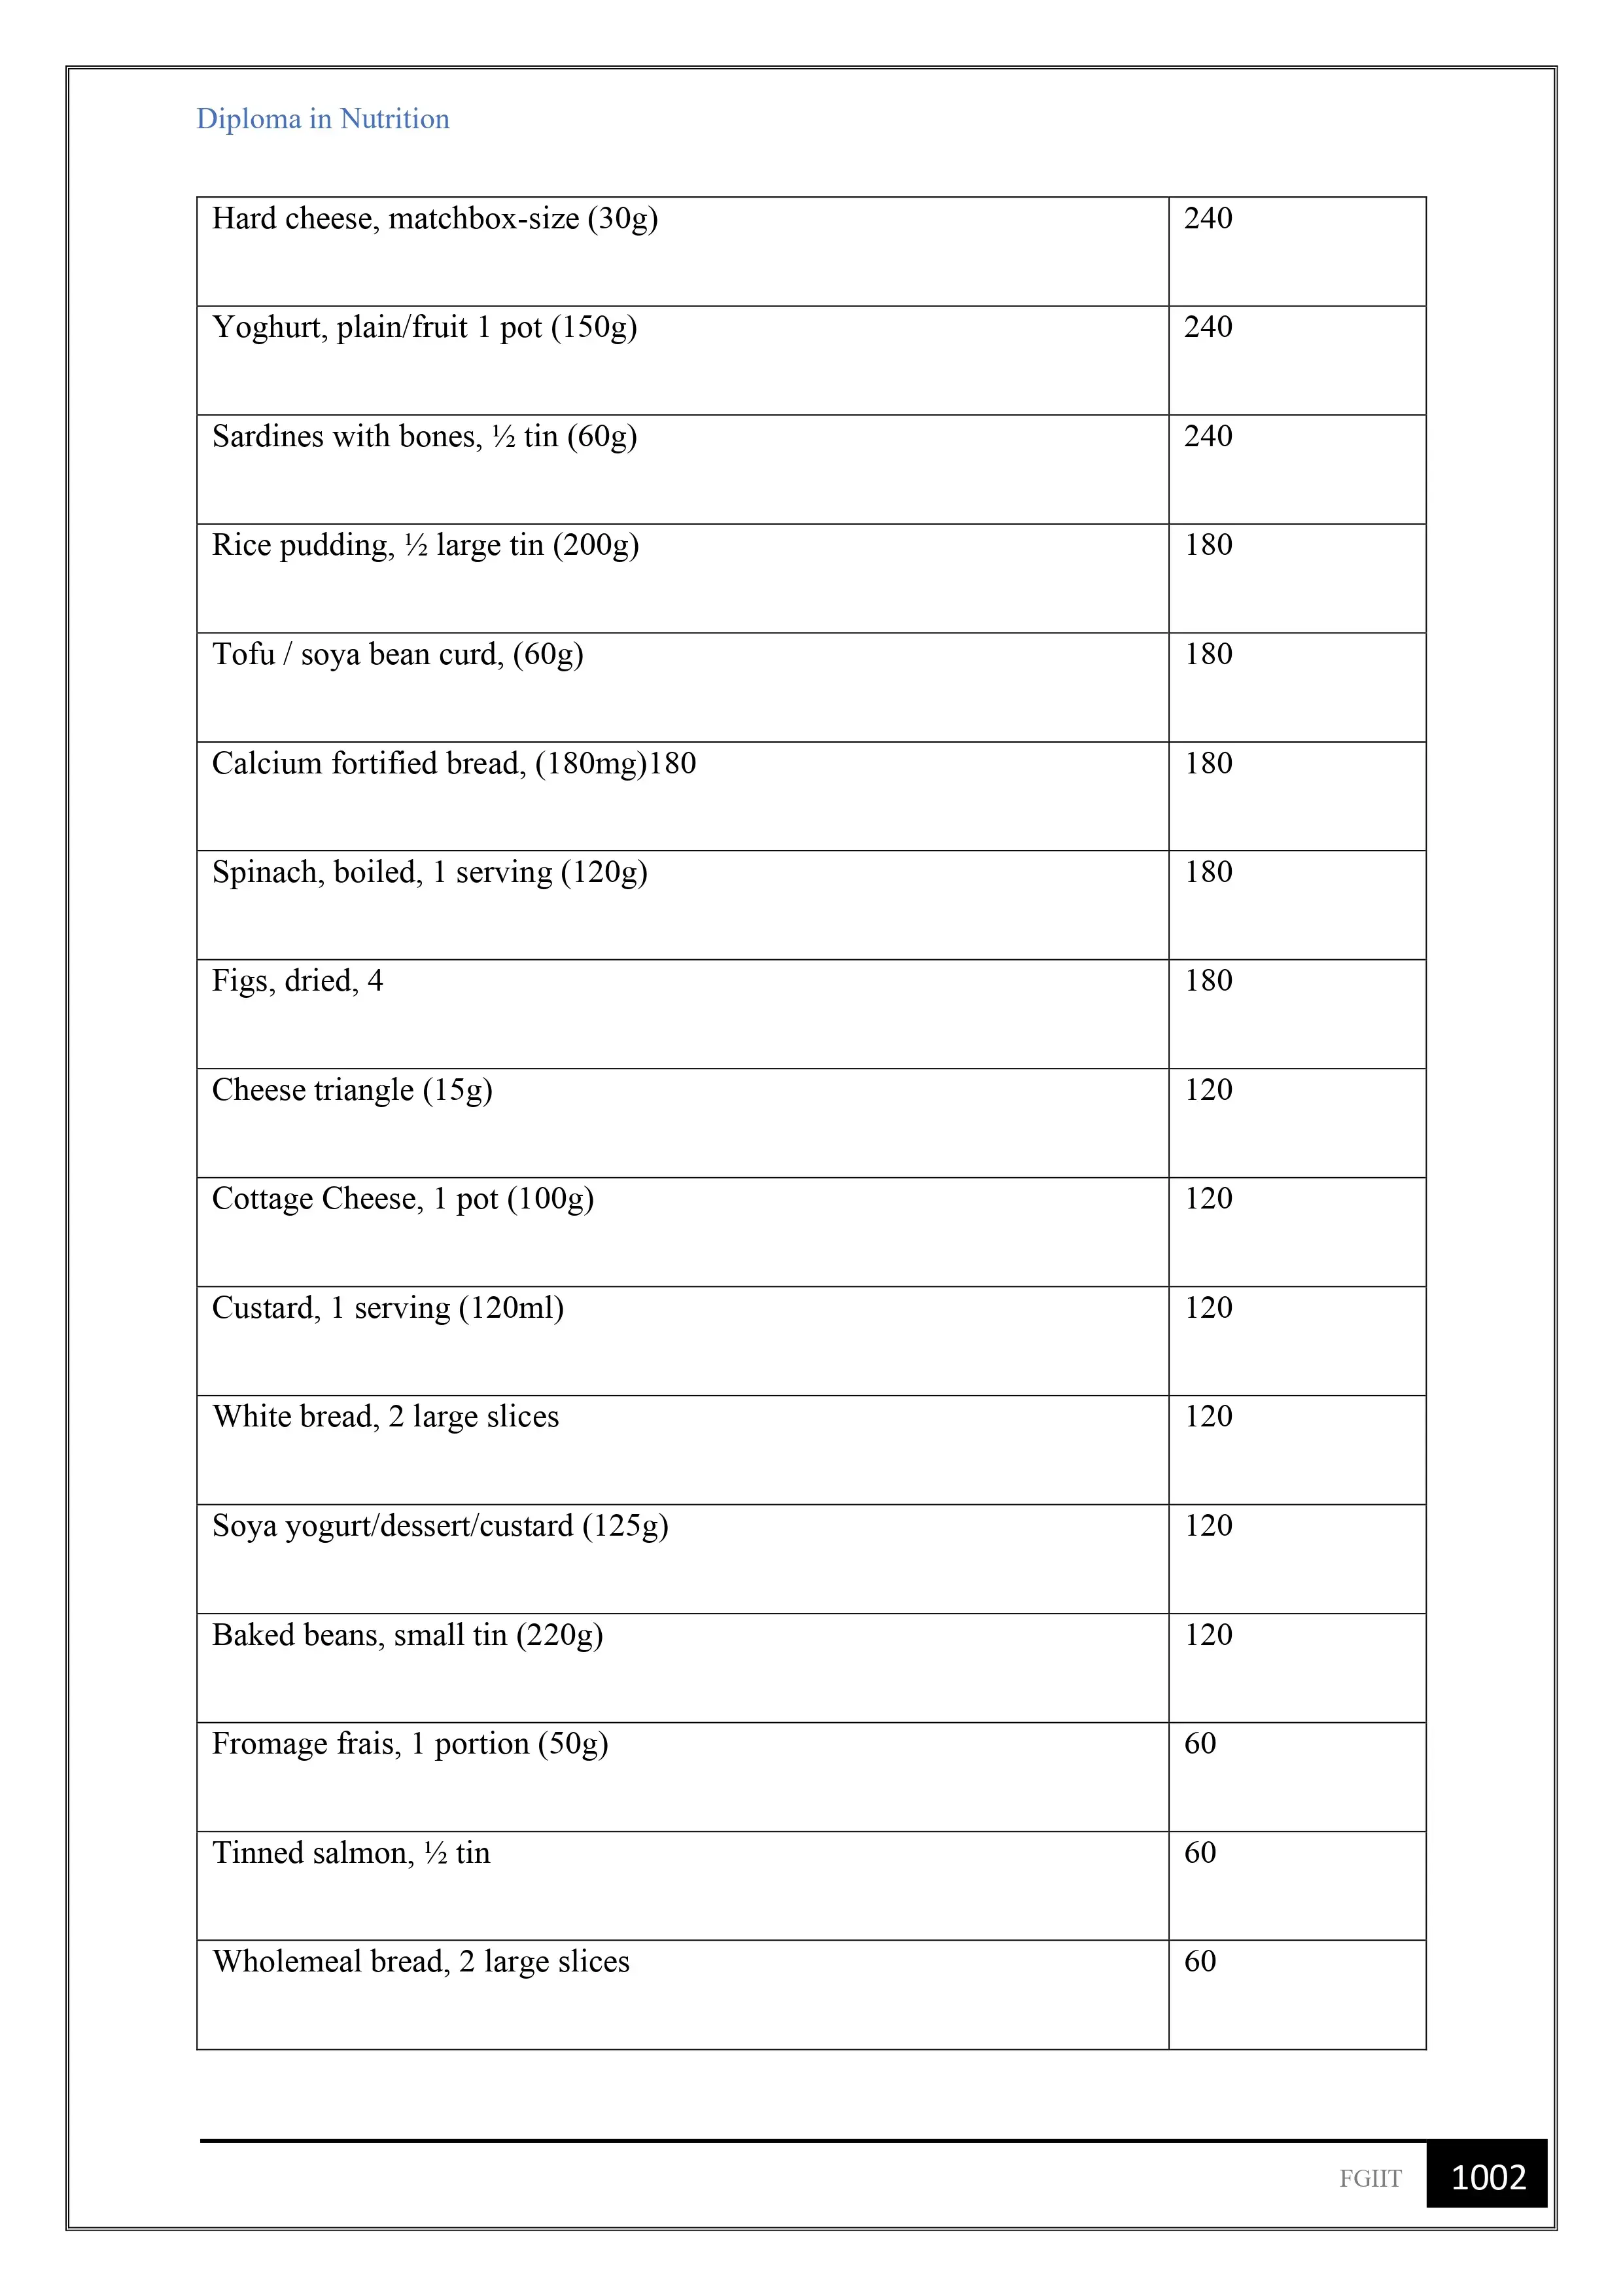 Diploma in Nutrition
Hard cheese, matchbox-size (30g) 240
Yoghurt, plain/fruit 1 pot (150g) 240
Sardines with bones, ½ tin (60g) 240
Rice pudding, ½ large tin (200g) 180
Tofu / soya bean curd, (60g) 180
Calcium fortified bread, (180mg)180 180
Spinach, boiled, 1 serving (120g) 180
Figs, dried, 4 180
Cheese triangle (15g) 120
Cottage Cheese, 1 pot (100g) 120
Custard, 1 serving (120ml) 120
White bread, 2 large slices 120
Soya yogurt/dessert/custard (125g) 120
Baked beans, small tin (220g) 120
Fromage frais, 1 portion (50g) 60
Tinned salmon, ½ tin 60
Wholemeal bread, 2 large slices 60
FGIIT 1002